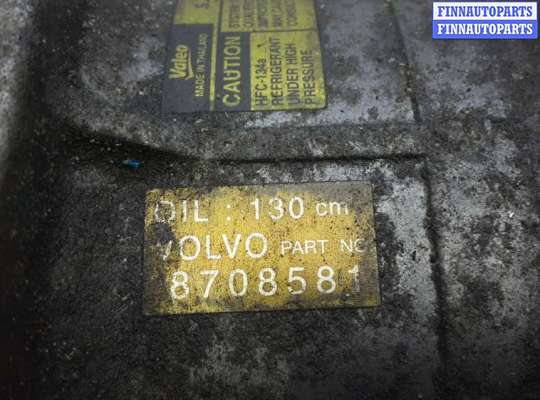 FINNAUTOPARTS
FINNAUTOPARTS
Valeo
MADE IN THAILAND
CAUTION
HFC-134a
REFRIGERANT
UNDER HIGH
PRESSURE
OIL : 130 cm
VOLVO PART NO
8708581